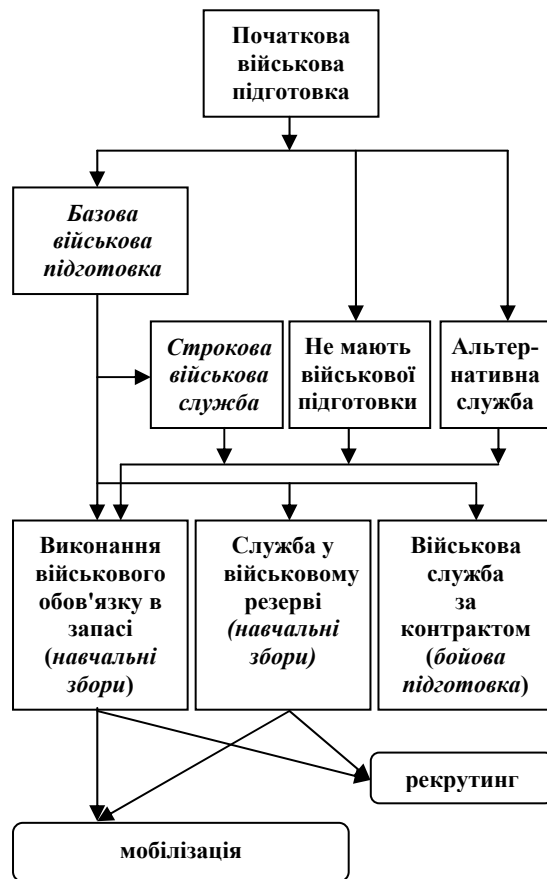 Початкова
військова
підготовка
Базова
військова
підготовка
Строкова
військова
служба
Не мають
військової
підготовки
Альтер-
нативна
служба
Виконання
військового
обов'язку в
запасі
(навчальні
збори)
Служба у
військовому
резерві
(навчальні
збори)
Військова
служба
за
контрактом
(бойова
підготовка)
рекрутинг
мобілізація